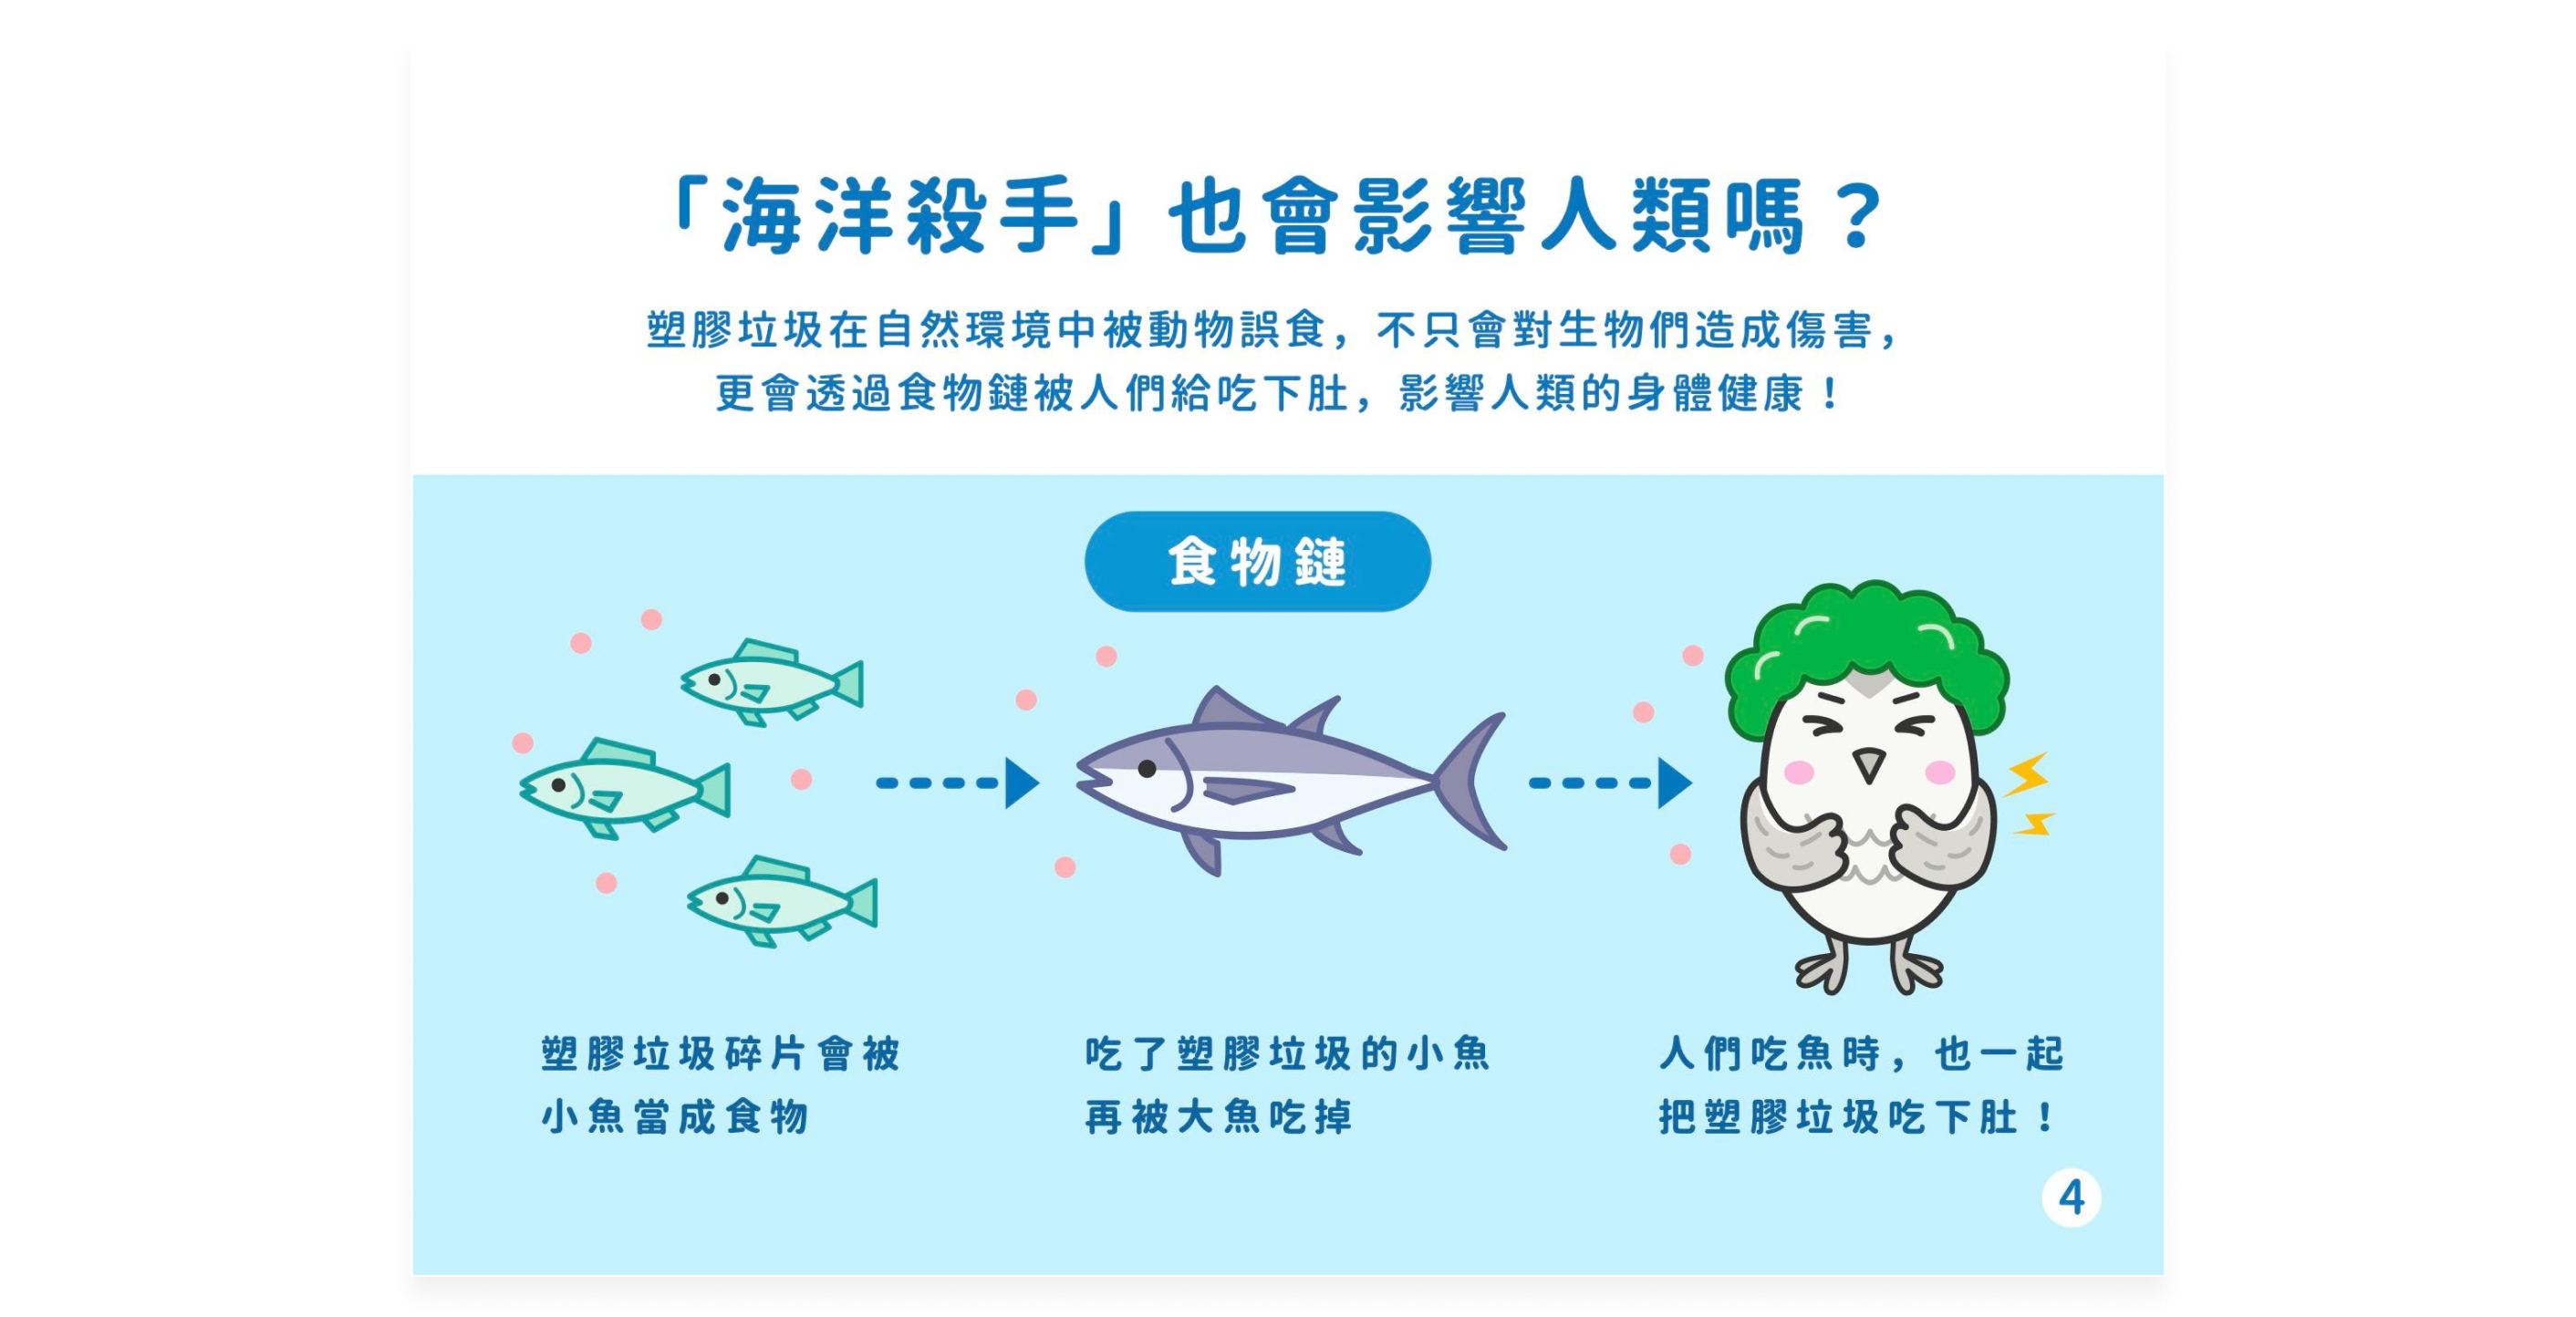 「海洋殺手」也會影響人類嗎？
塑膠垃圾在自然環境中被動物誤食，不只會對生物們造成傷害，
更會透過食物鏈被人們給吃下肚，影響人類的身體健康！
食物鏈
塑膠垃圾碎片會被
小魚當成食物
吃了塑膠垃圾的小魚
再被大魚吃掉
人們吃魚時，也一起
把塑膠垃圾吃下肚！
4